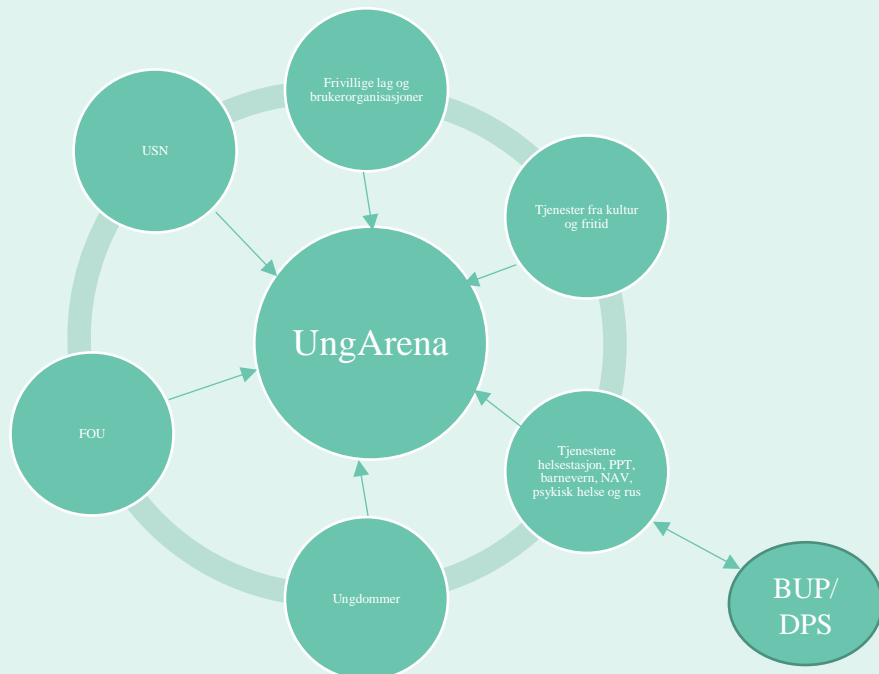 Frivillige lag og
brukerorganisasjoner
USN
Tjenester fra kultur
og fritid
UngArena
FOU
Tjenestene
helsestasjon, PPT,
barnevern, NAV,
psykisk helse og rus
Ungdommer
BUP/
DPS